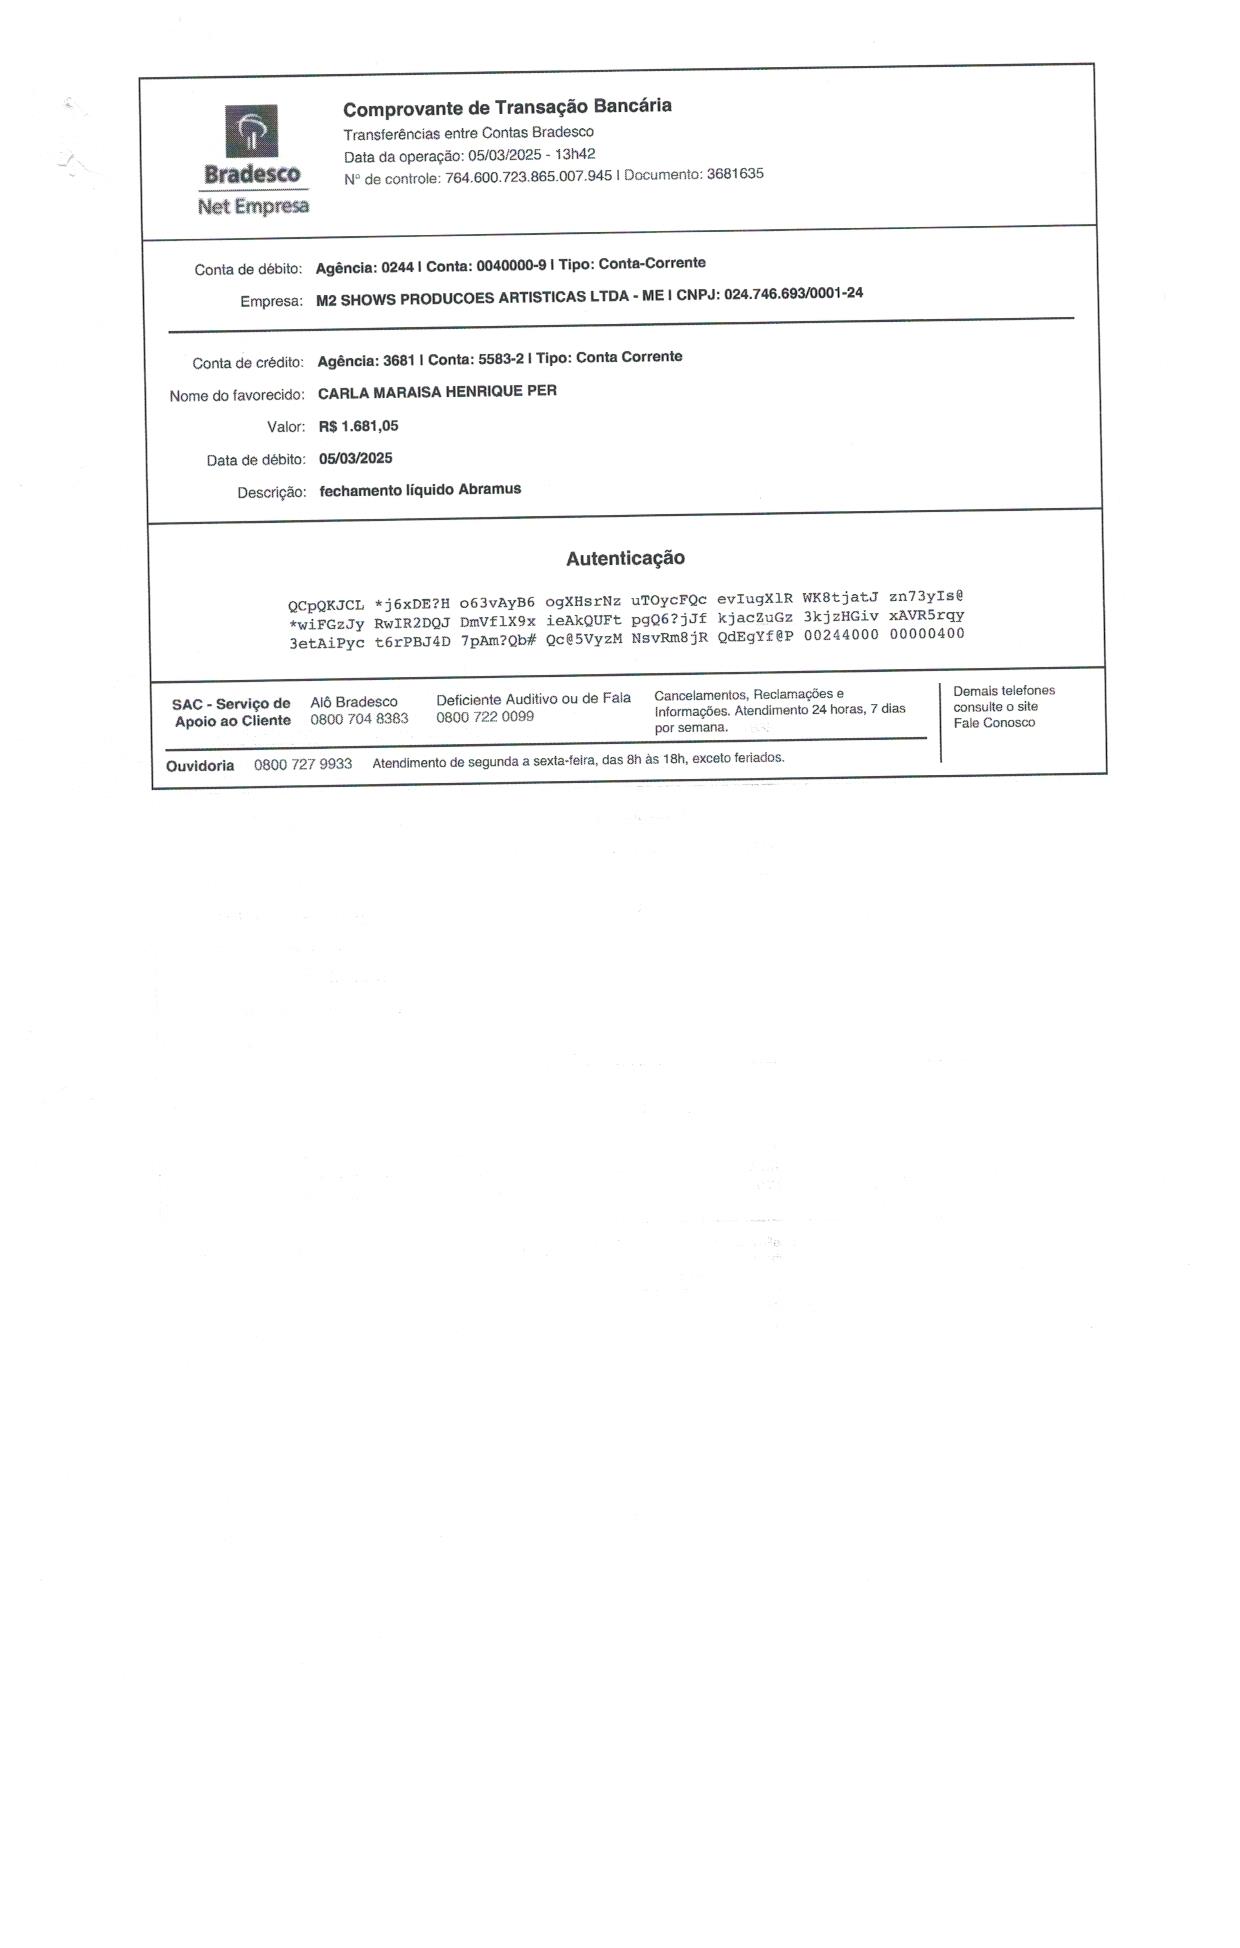 Bradesco
Net Empresa
Comprovante de Transação Bancária
Transferências entre Contas Bradesco
Data da operação: 05/03/2025 - 13h42
N° de controle: 764.600.723.865.007.945 | Documento: 3681635
Conta de débito: Agência: 0244 | Conta: 0040000-9 | Tipo: Conta-Corrente
Empresa: M2 SHOWS PRODUCOES ARTISTICAS LTDA - ME | CNPJ: 024.746.693/0001-24
Conta de crédito: Agência: 3681 | Conta: 5583-2 | Tipo: Conta Corrente
Nome do favorecido: CARLA MARAISA HENRIQUE PER
Valor: R$ 1.681,05
Data de débito: 05/03/2025
Descrição: fechamento líquido Abramus
Autenticação
QCpQKJCL *j6xDE?H o63vAyB6 ogXHsrNz uTOycFQc evIugXlR WK8tjatJ zn73yIs@
*wiFGzJy RwIR2DQJ DmVflX9x ieAkQUFt pgQ6?jJf kjacZuGz 3kjzHGiv xAVR5rqy
3etAiPyc t6rPBJ4D 7pAm?Qb# Qc@5VyzM NsvRm8jR QdEgYf@P 00244000 00000400
SAC - Serviço de
Apoio ao Cliente
Alô Bradesco
0800 704 8383
Deficiente Auditivo ou de Fala
0800 722 0099
Cancelamentos, Reclamações e
Informações. Atendimento 24 horas, 7 dias
por semana.
Demais telefones
consulte o site
Fale Conosco
Ouvidoria 0800 727 9933 Atendimento de segunda a sexta-feira, das 8h às 18h, exceto feriados.